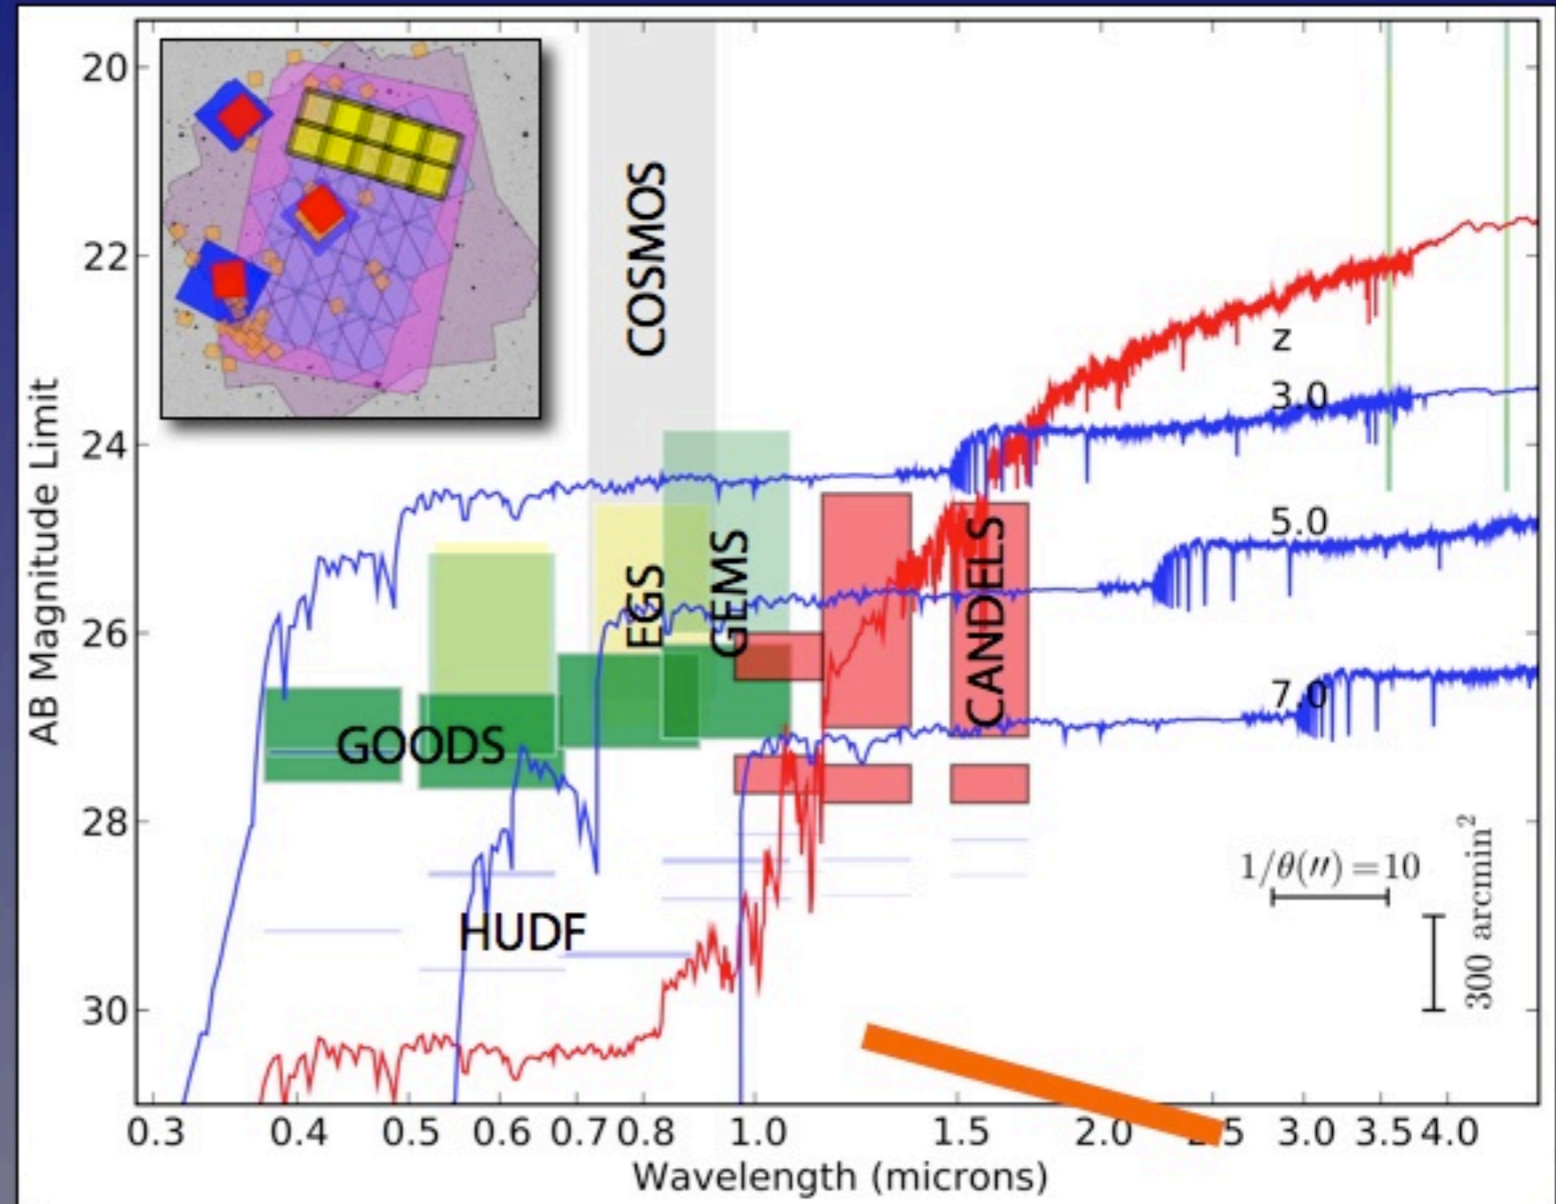 20
22
24
26
28
30
AB Magnitude Limit
COSMOS
EGS
GEMS
CANDELS
GOODS
HUDF
z
3.0
5.0
7.0
1/θ(″) = 10
300 arcmin²
0.3 0.4 0.5 0.6 0.7 0.8 1.0 1.5 2.0 2.5 3.0 3.5 4.0
Wavelength (microns)